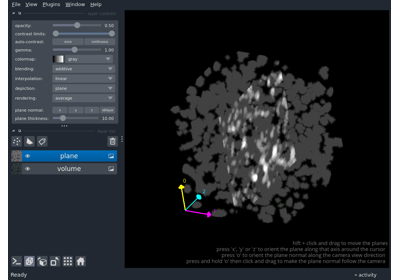 File View Plugins Window Help
opacity: 0.50
contrast limits:
auto-contrast: once continuous
gamma: 1.00
colormap: gray
blending: additive
interpolation: linear
depiction: plane
rendering: average
plane normal: x y z oblique
plane thickness: 10.00
plane
volume
0
2
hift + click and drag to move the planes
press 'x', 'y' or 'z' to orient the plane along that axis around the cursor
press 'o' to orient the plane normal along the camera view direction
press and hold 'o' then click and drag to make the plane normal follow the camera
Ready
activity